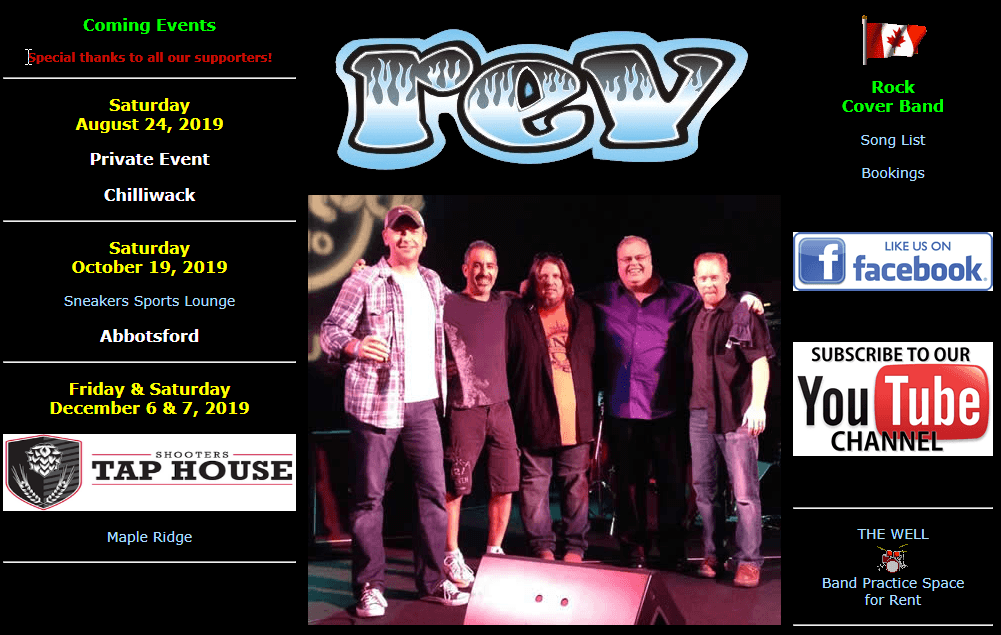 Coming Events
Special thanks to all our supporters!
Saturday
August 24, 2019
Private Event
Chilliwack
Saturday
October 19, 2019
Sneakers Sports Lounge
Abbotsford
Friday & Saturday
December 6 & 7, 2019
SHOOTERS
TAP HOUSE
Maple Ridge
rev
Rock
Cover Band
Song List
Bookings
LIKE US ON
facebook.
SUBSCRIBE TO OUR
YouTube
CHANNEL
THE WELL
Band Practice Space
for Rent